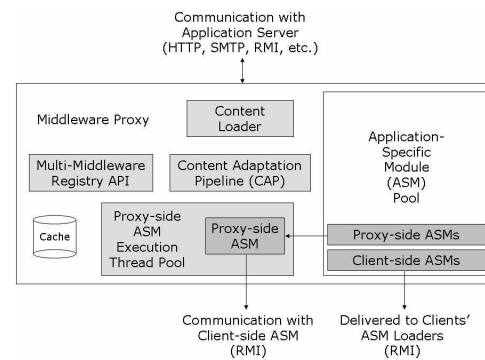 Communication with
Application Server
(HTTP, SMTP, RMI, etc.)
Middleware Proxy
Content
Loader
Multi-Middleware
Registry API
Content Adaptation
Pipeline (CAP)
Application-
Specific
Module
(ASM)
Pool
Cache
Proxy-side
ASM
Execution
Thread Pool
Proxy-side
ASM
Proxy-side ASMs
Client-side ASMs
Communication with
Client-side ASM
(RMI)
Delivered to Clients'
ASM Loaders
(RMI)